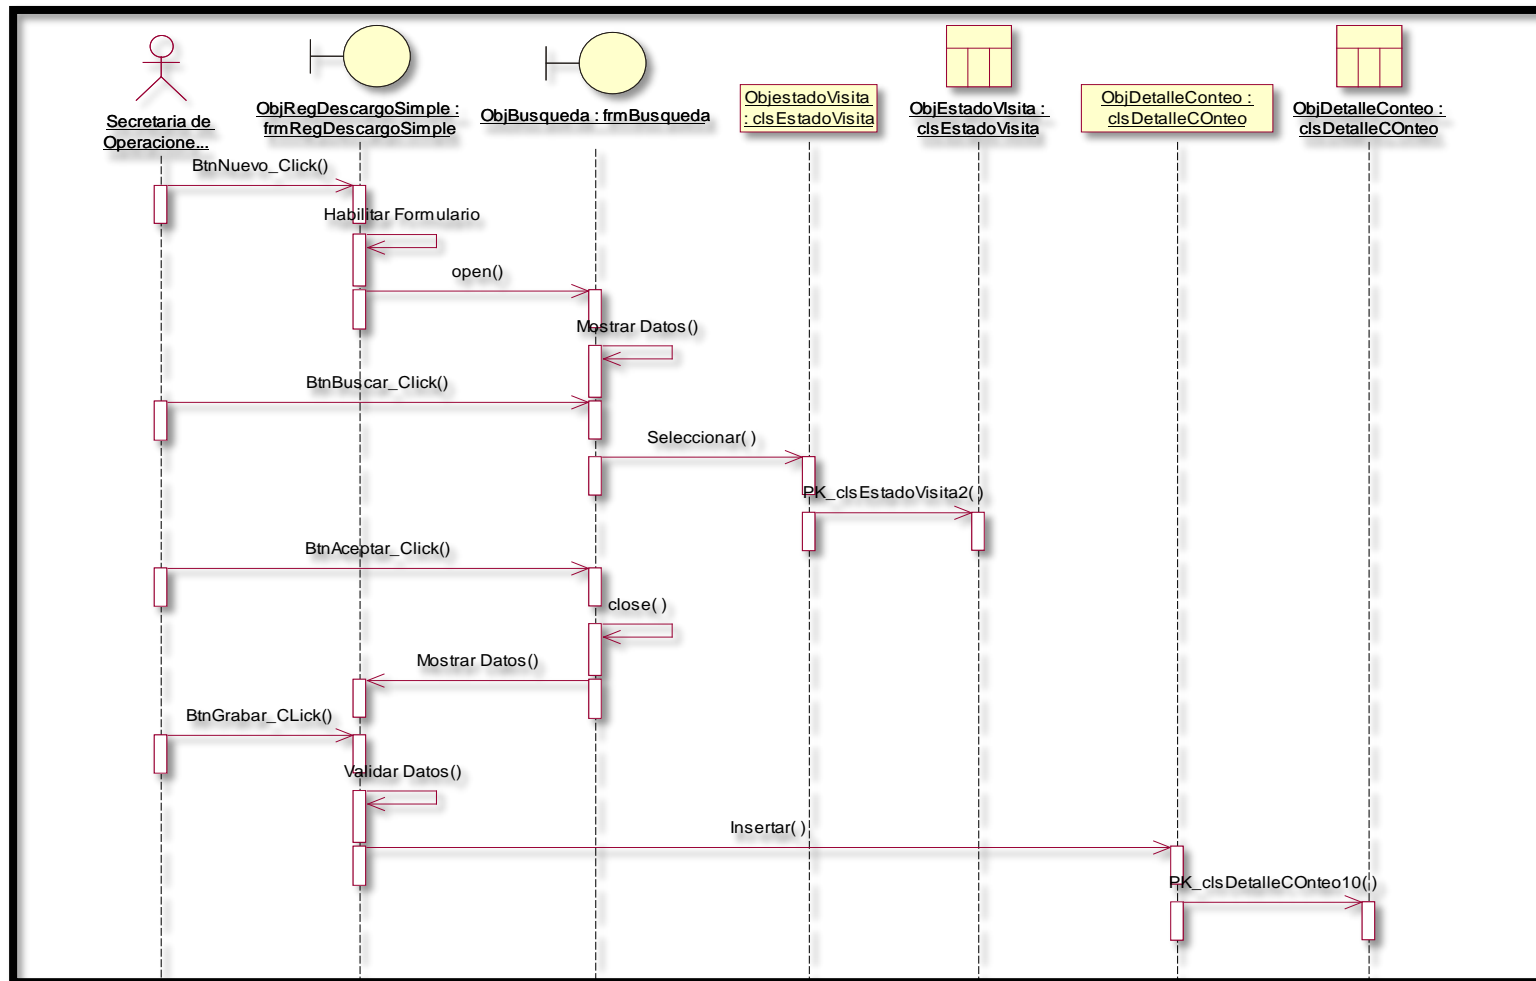 Secretaria de
Operacione...
ObjRegDescargoSimple :
frmRegDescargoSimple
ObjBusqueda : frmBusqueda
ObjestadoVisita
: clsEstadoVisita
ObjEstadoVIsita :
clsEstadoVisita
ObjDetalleConteo :
clsDetalleCOnteo
ObjDetalleConteo :
clsDetalleCOnteo
BtnNuevo_Click()
Habilitar Formulario
open()
Mostrar Datos()
BtnBuscar_Click()
Seleccionar( )
PK_clsEstadoVisita2( )
BtnAceptar_Click()
close( )
Mostrar Datos()
BtnGrabar_CLick()
Validar Datos()
Insertar( )
PK_clsDetalleCOnteo10( )